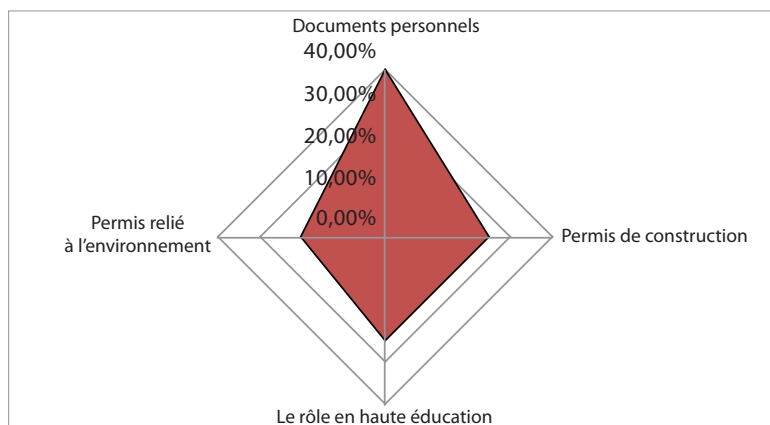 Documents personnels
40,00%
30,00%
20,00%
10,00%
0,00%
Permis relié
à l'environnement
Permis de construction
Le rôle en haute éducation